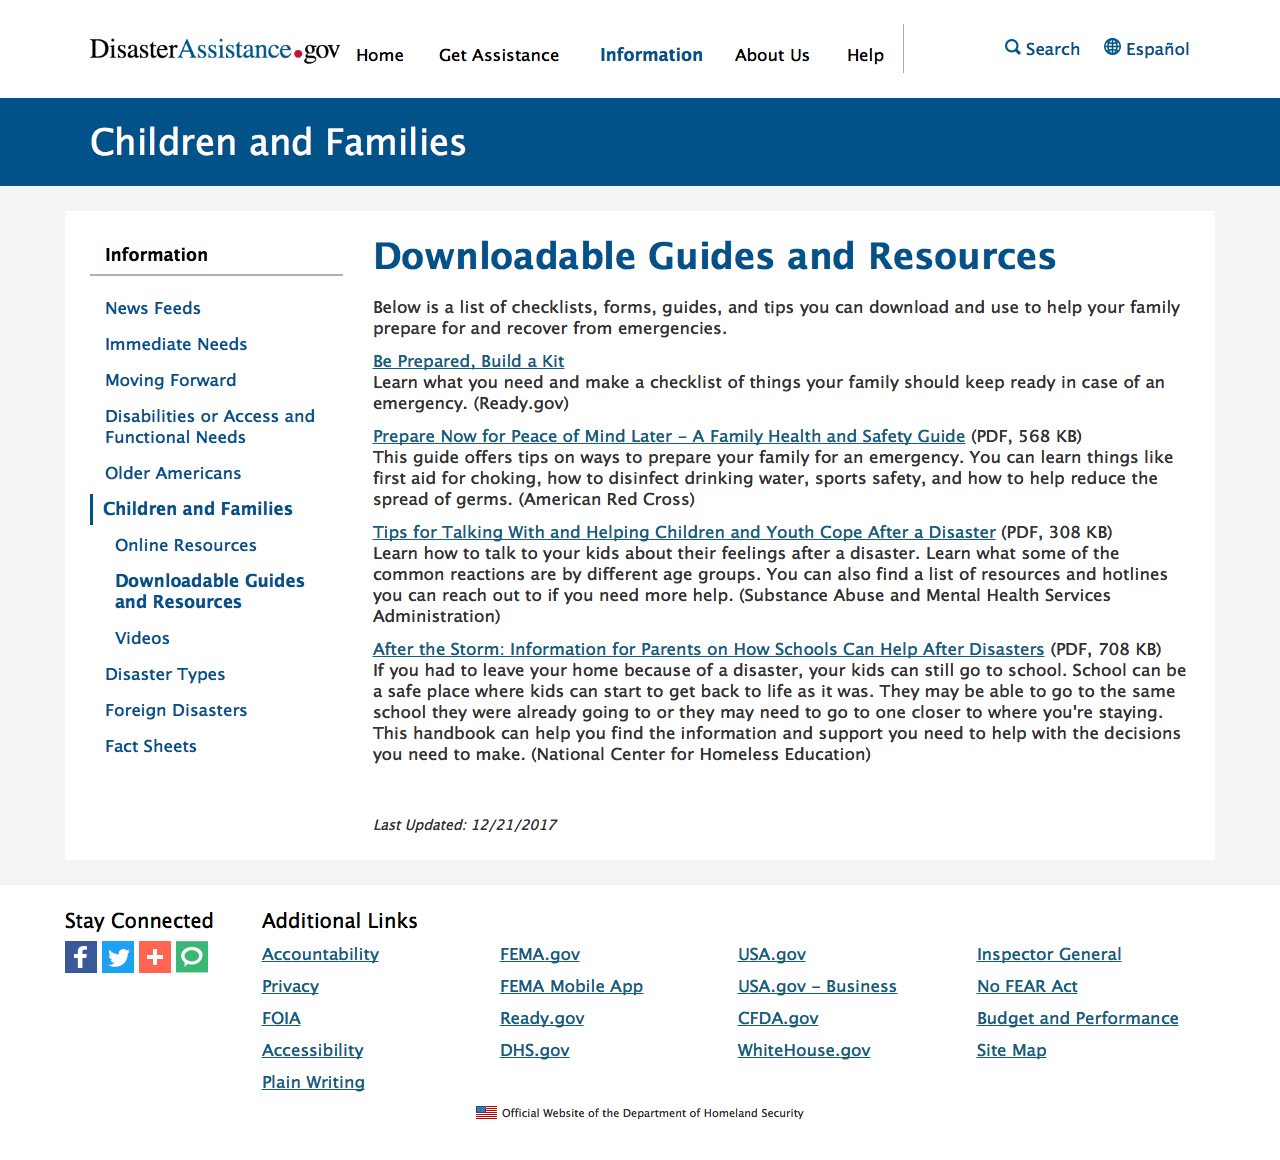 DisasterAssistance.gov
Home
Get Assistance
Information
About Us
Help
Search
Español
Children and Families
Information
News Feeds
Immediate Needs
Moving Forward
Disabilities or Access and
Functional Needs
Older Americans
Children and Families
Online Resources
Downloadable Guides
and Resources
Videos
Disaster Types
Foreign Disasters
Fact Sheets
Downloadable Guides and Resources
Below is a list of checklists, forms, guides, and tips you can download and use to help your family
prepare for and recover from emergencies.
Be Prepared, Build a Kit
Learn what you need and make a checklist of things your family should keep ready in case of an
emergency. (Ready.gov)
Prepare Now for Peace of Mind Later – A Family Health and Safety Guide (PDF, 568 KB)
This guide offers tips on ways to prepare your family for an emergency. You can learn things like
first aid for choking, how to disinfect drinking water, sports safety, and how to help reduce the
spread of germs. (American Red Cross)
Tips for Talking With and Helping Children and Youth Cope After a Disaster (PDF, 308 KB)
Learn how to talk to your kids about their feelings after a disaster. Learn what some of the
common reactions are by different age groups. You can also find a list of resources and hotlines
you can reach out to if you need more help. (Substance Abuse and Mental Health Services
Administration)
After the Storm: Information for Parents on How Schools Can Help After Disasters (PDF, 708 KB)
If you had to leave your home because of a disaster, your kids can still go to school. School can be
a safe place where kids can start to get back to life as it was. They may be able to go to the same
school they were already going to or they may need to go to one closer to where you're staying.
This handbook can help you find the information and support you need to help with the decisions
you need to make. (National Center for Homeless Education)
Last Updated: 12/21/2017
Stay Connected
Additional Links
Accountability
Privacy
FOIA
Accessibility
Plain Writing
FEMA.gov
FEMA Mobile App
Ready.gov
DHS.gov
USA.gov
USA.gov – Business
CFDA.gov
WhiteHouse.gov
Inspector General
No FEAR Act
Budget and Performance
Site Map
Official Website of the Department of Homeland Security